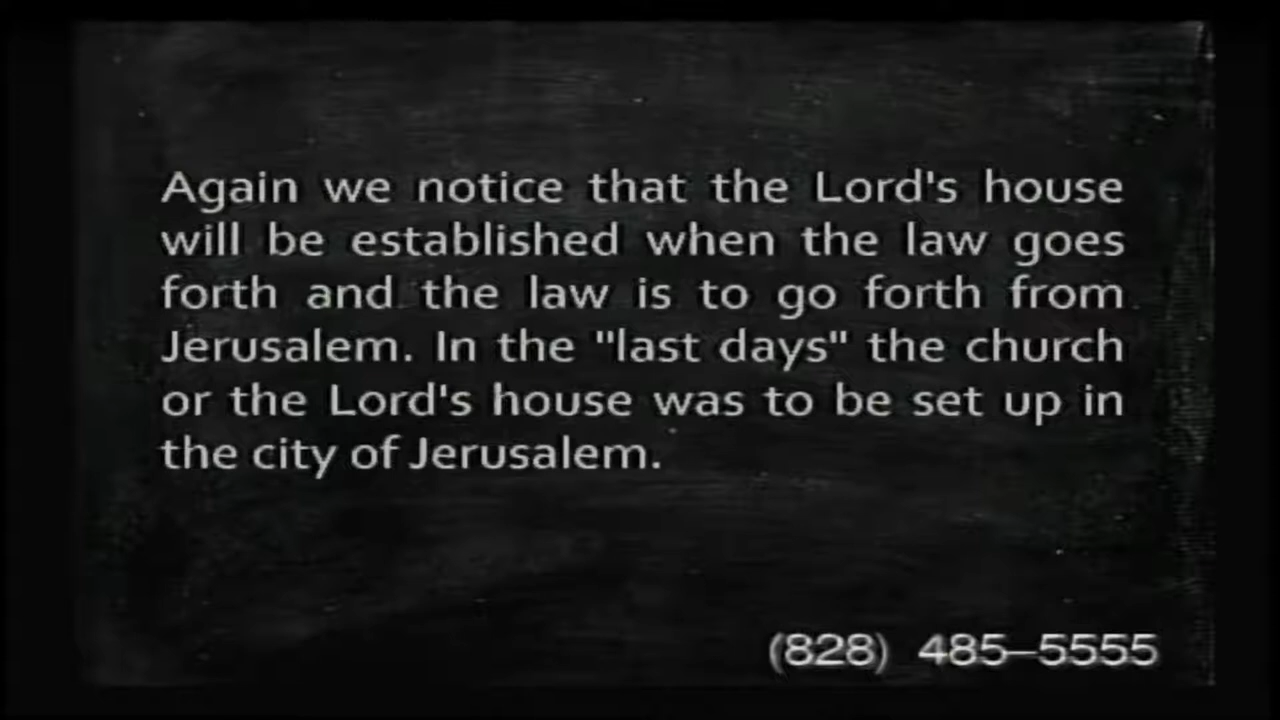 Again we notice that the Lord's house
will be established when the law goes
forth and the law is to go forth from
Jerusalem. In the "last days" the church
or the Lord's house was to be set up in
the city of Jerusalem.
(828) 485–5555